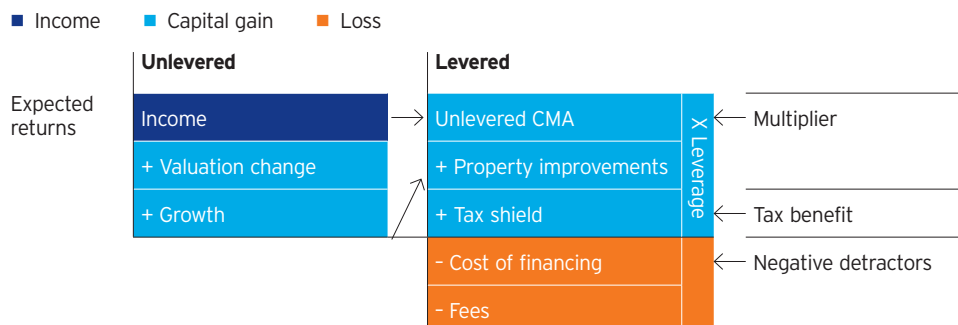 Income Capital gain Loss
Unlevered Levered
Expected
returns
Income Unlevered CMA Multiplier
+ Valuation change + Property improvements
+ Growth + Tax shield Tax benefit
X Leverage
– Cost of financing Negative detractors
– Fees